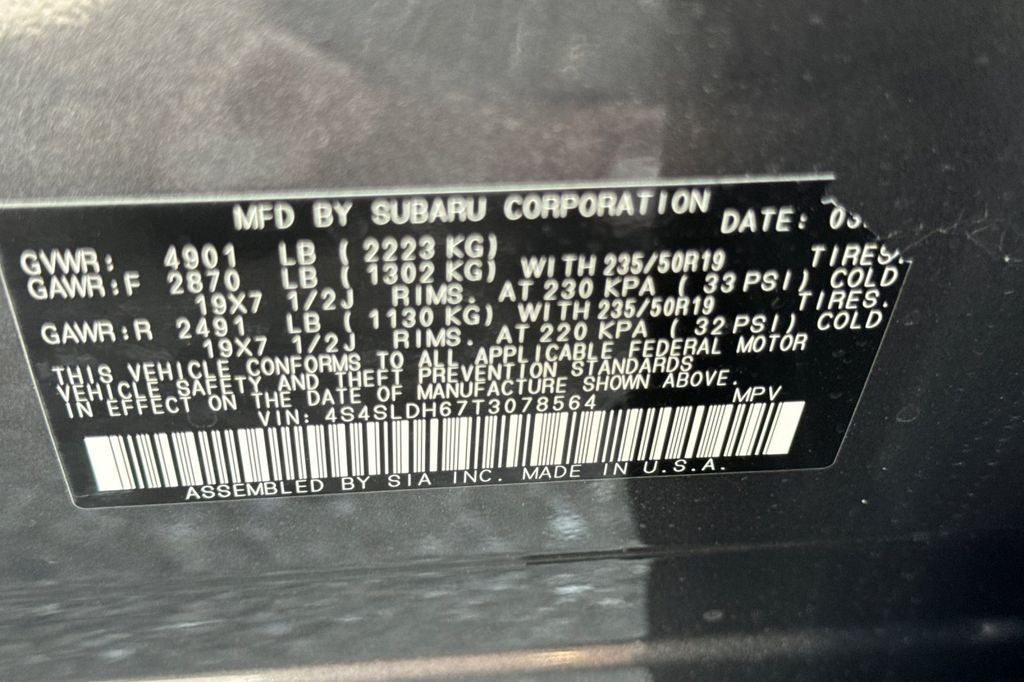 MFD BY SUBARU CORPORATION DATE: 03
GVWR: 4901 LB ( 2223 KG)
GAWR:F 2870 LB ( 1302 KG) WITH 235/50R19 TIRES.
19X7 1/2J RIMS. AT 230 KPA ( 33 PSI) COLD
GAWR:R 2491 LB ( 1130 KG) WITH 235/50R19 TIRES.
19X7 1/2J RIMS. AT 220 KPA ( 32 PSI) COLD
THIS VEHICLE CONFORMS TO ALL APPLICABLE FEDERAL MOTOR
VEHICLE SAFETY AND THEFT PREVENTION STANDARDS
IN EFFECT ON THE DATE OF MANUFACTURE SHOWN ABOVE.
VIN: 4S4SLDH67T3078564 MPV
ASSEMBLED BY SIA INC. MADE IN U.S.A.